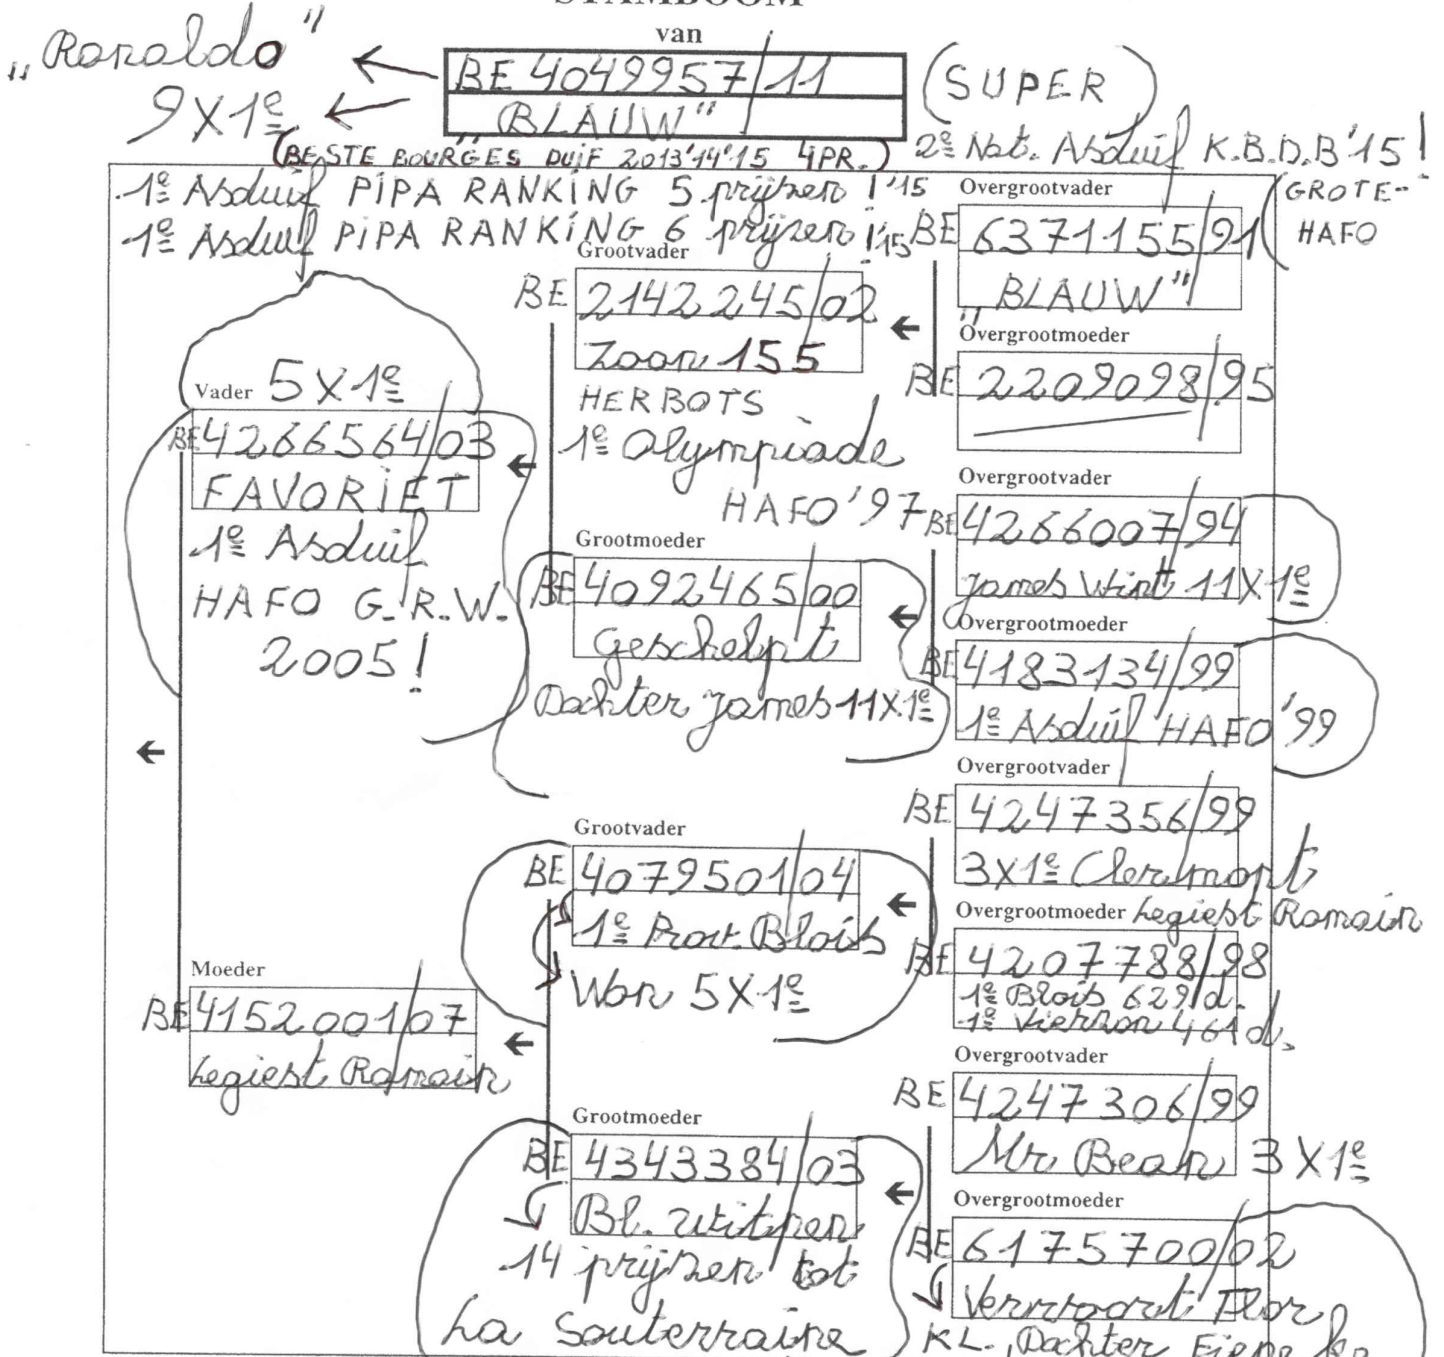 STAMBOOM
van
"Ronaldo"
9X1e
BE 4049957/11
"BLAUW"
(SUPER)
(BESTE BOURGES DUIF 2013'14'15 4PR.)
2e Nat. Asduif K.B.D.B'15!
1e Asduif PIPA RANKING 5 prijzen !'15
1e Asduif PIPA RANKING 6 prijzen !'15
Vader 5X1e
BE 4266564/03
FAVORIET
1e Asduif
HAFO G.R.W.
2005!
Moeder
BE 4152001/07
Legiest Romain
Grootvader
BE 2142245/02
Zoon 155
HERBOTS
1e Olympiade
HAFO'97
Grootmoeder
BE 4092465/00
Geschelpt
Dochter James 11X1e
Grootvader
BE 4079501/04
1e Prov. Blois
Won 5X1e
Grootmoeder
BE 4343384/03
Bl. witpen
14 prijzen tot
La Souterraine
Overgrootvader
BE 6371155/91
"BLAUW"
GROTE-
HAFO
Overgrootmoeder
BE 2209098/95
Overgrootvader
BE 4266007/94
James Wint 11X1e
Overgrootmoeder
BE 4183134/99
1e Asduif HAFO'99
Overgrootvader
BE 4247356/99
3X1e Clermont
Overgrootmoeder Legiest Romain
BE 4207788/98
1e Blois 629/d.
1e Vierzon 461d.
Overgrootvader
BE 4247306/99
Mr Bean 3X1e
Overgrootmoeder
BE 6175700/02
Vervoort Flor
KL. Dochter